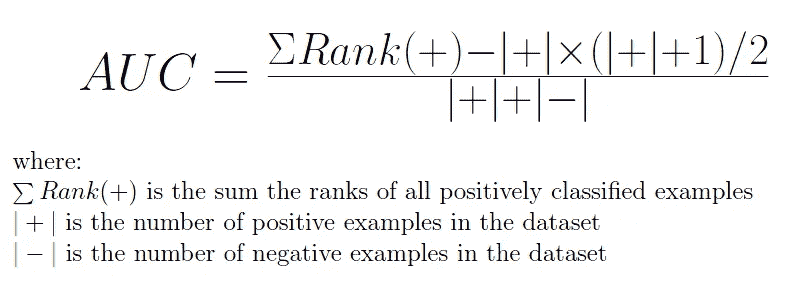 AUC = ΣRank(+)−|+|×(|+|+1)/2
|+|+|−|
where:
∑ Rank(+) is the sum the ranks of all positively classified examples
| + | is the number of positive examples in the dataset
| − | is the number of negative examples in the dataset